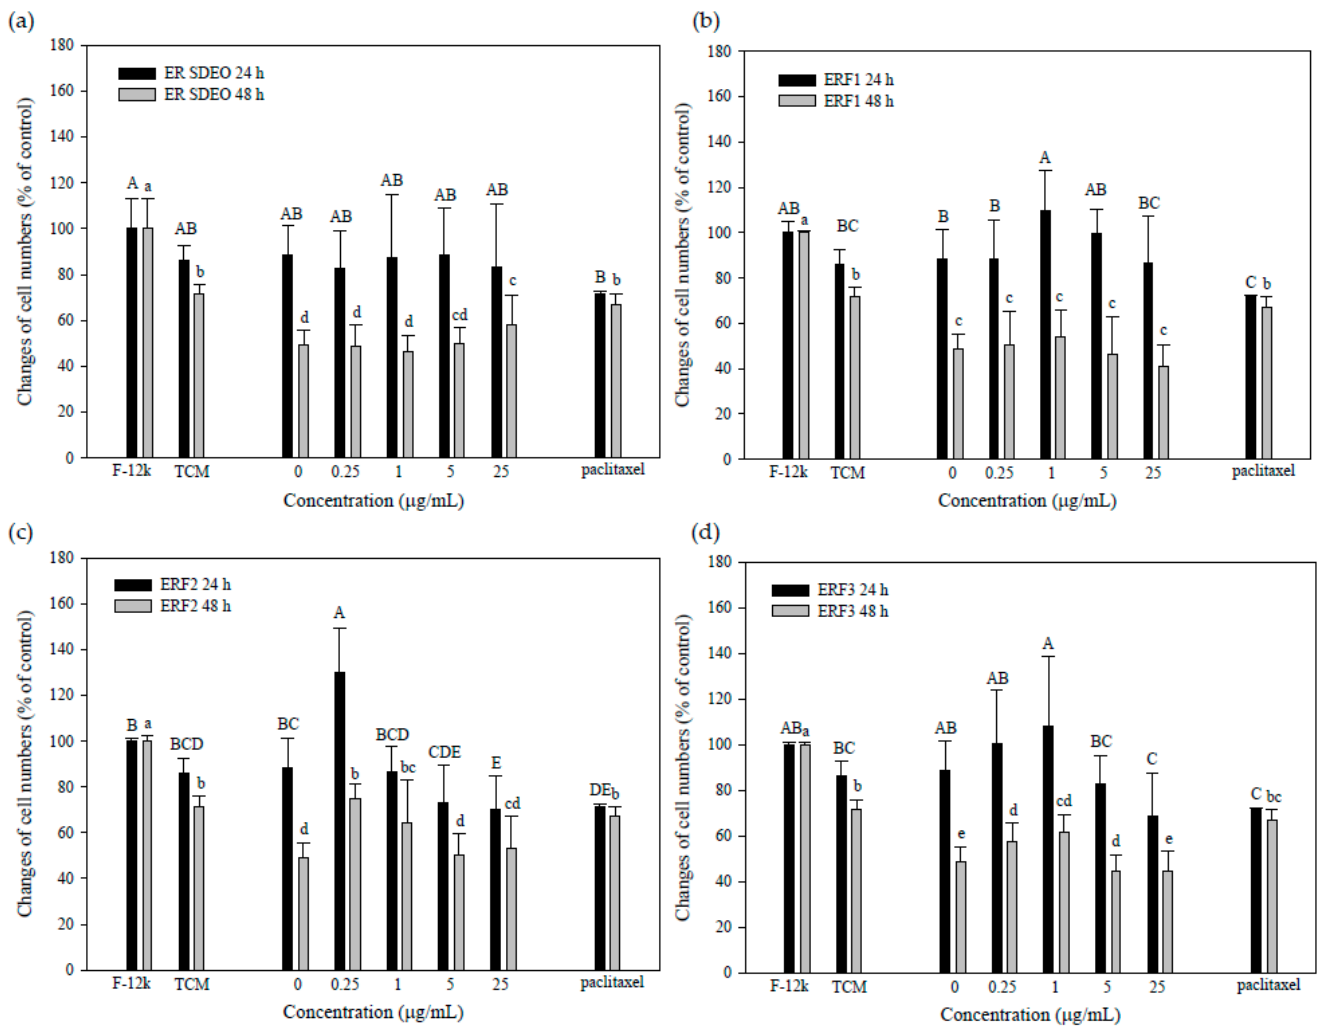 (a)
180
160
140
120
100
80
60
40
20
0
Changes of cell numbers (% of control)
ER SDEO 24 h
ER SDEO 48 h
A a
AB b
AB d
AB d
AB d
AB cd
AB c
B b
F-12k TCM 0 0.25 1 5 25 paclitaxel
Concentration (µg/mL)
(b)
180
160
140
120
100
80
60
40
20
0
Changes of cell numbers (% of control)
ERF1 24 h
ERF1 48 h
AB a
BC b
B c
B c
A c
AB c
BC c
C b
F-12k TCM 0 0.25 1 5 25 paclitaxel
Concentration (µg/mL)
(c)
180
160
140
120
100
80
60
40
20
0
Changes of cell numbers (% of control)
ERF2 24 h
ERF2 48 h
B a
BCD b
BC d
A b
BCD bc
CDE d
E cd
DE b
F-12k TCM 0 0.25 1 5 25 paclitaxel
Concentration (µg/mL)
(d)
180
160
140
120
100
80
60
40
20
0
Changes of cell numbers (% of control)
ERF3 24 h
ERF3 48 h
AB a
BC b
AB e
AB d
A cd
BC d
C e
C bc
F-12k TCM 0 0.25 1 5 25 paclitaxel
Concentration (µg/mL)